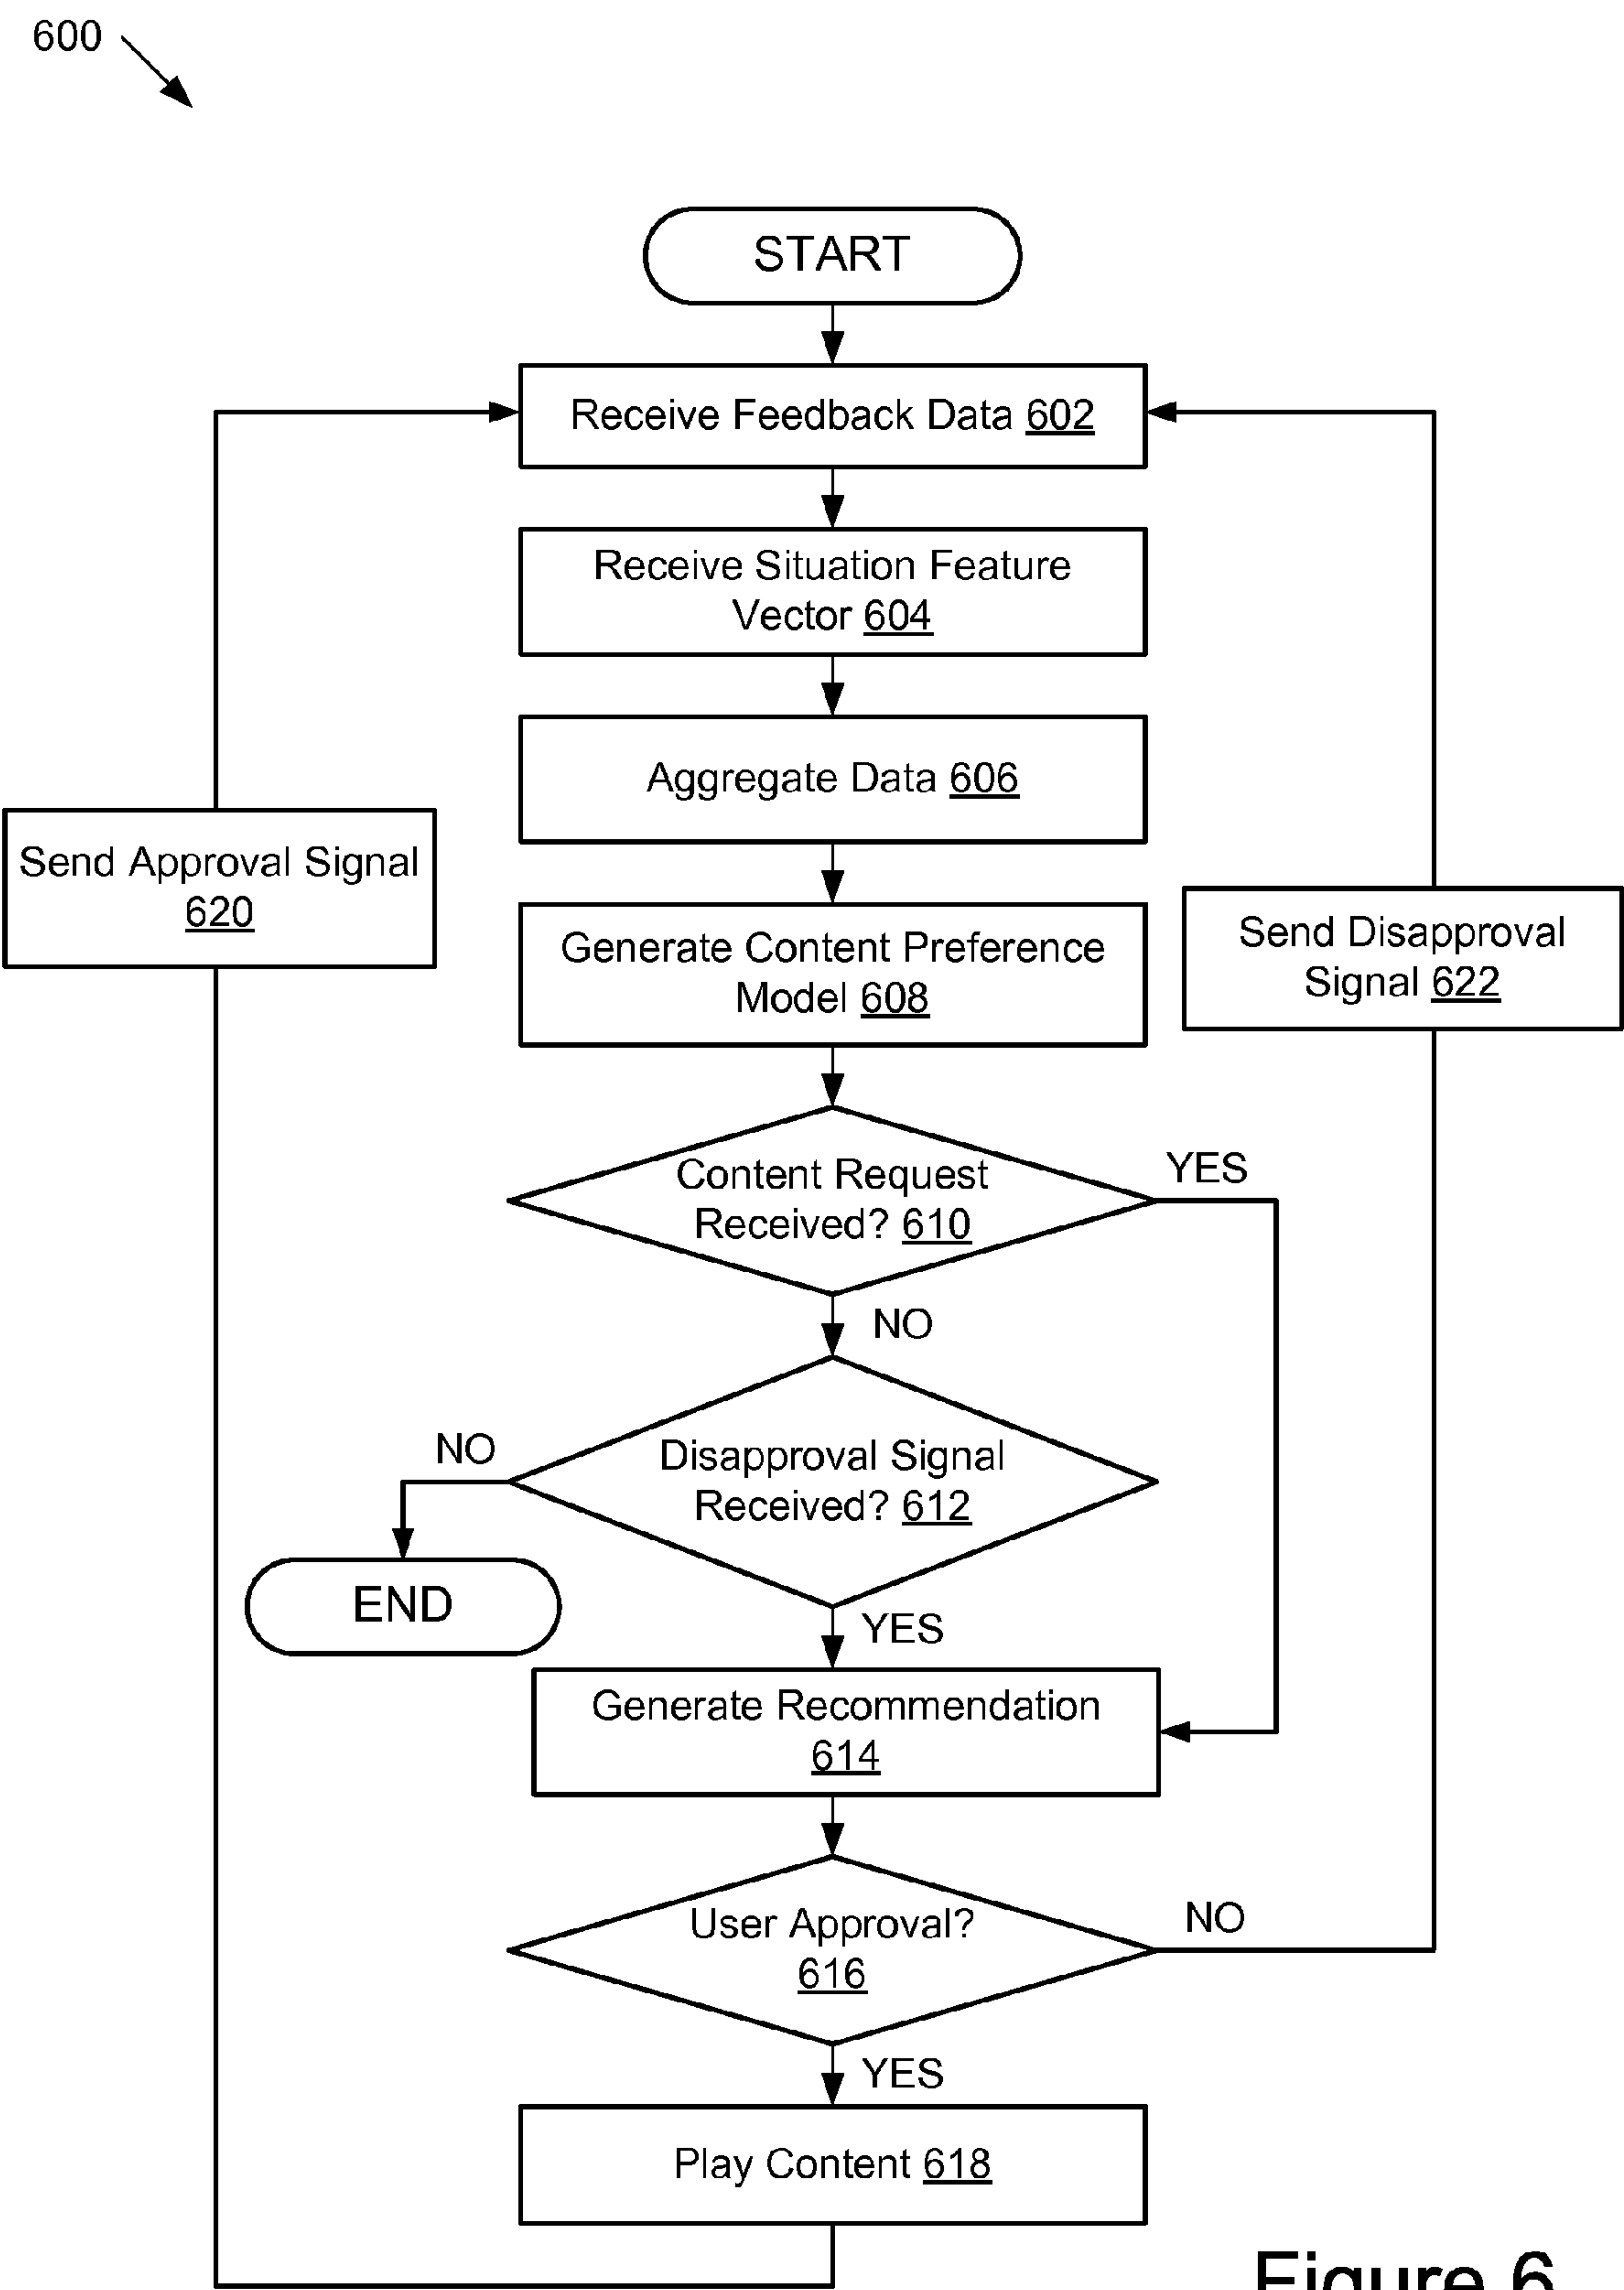 600
START
Receive Feedback Data 602
Receive Situation Feature
Vector 604
Aggregate Data 606
Send Approval Signal
620
Generate Content Preference
Model 608
Send Disapproval
Signal 622
Content Request
Received? 610
YES
NO
Disapproval Signal
Received? 612
NO
END
YES
Generate Recommendation
614
User Approval?
616
NO
YES
Play Content 618
Figure 6